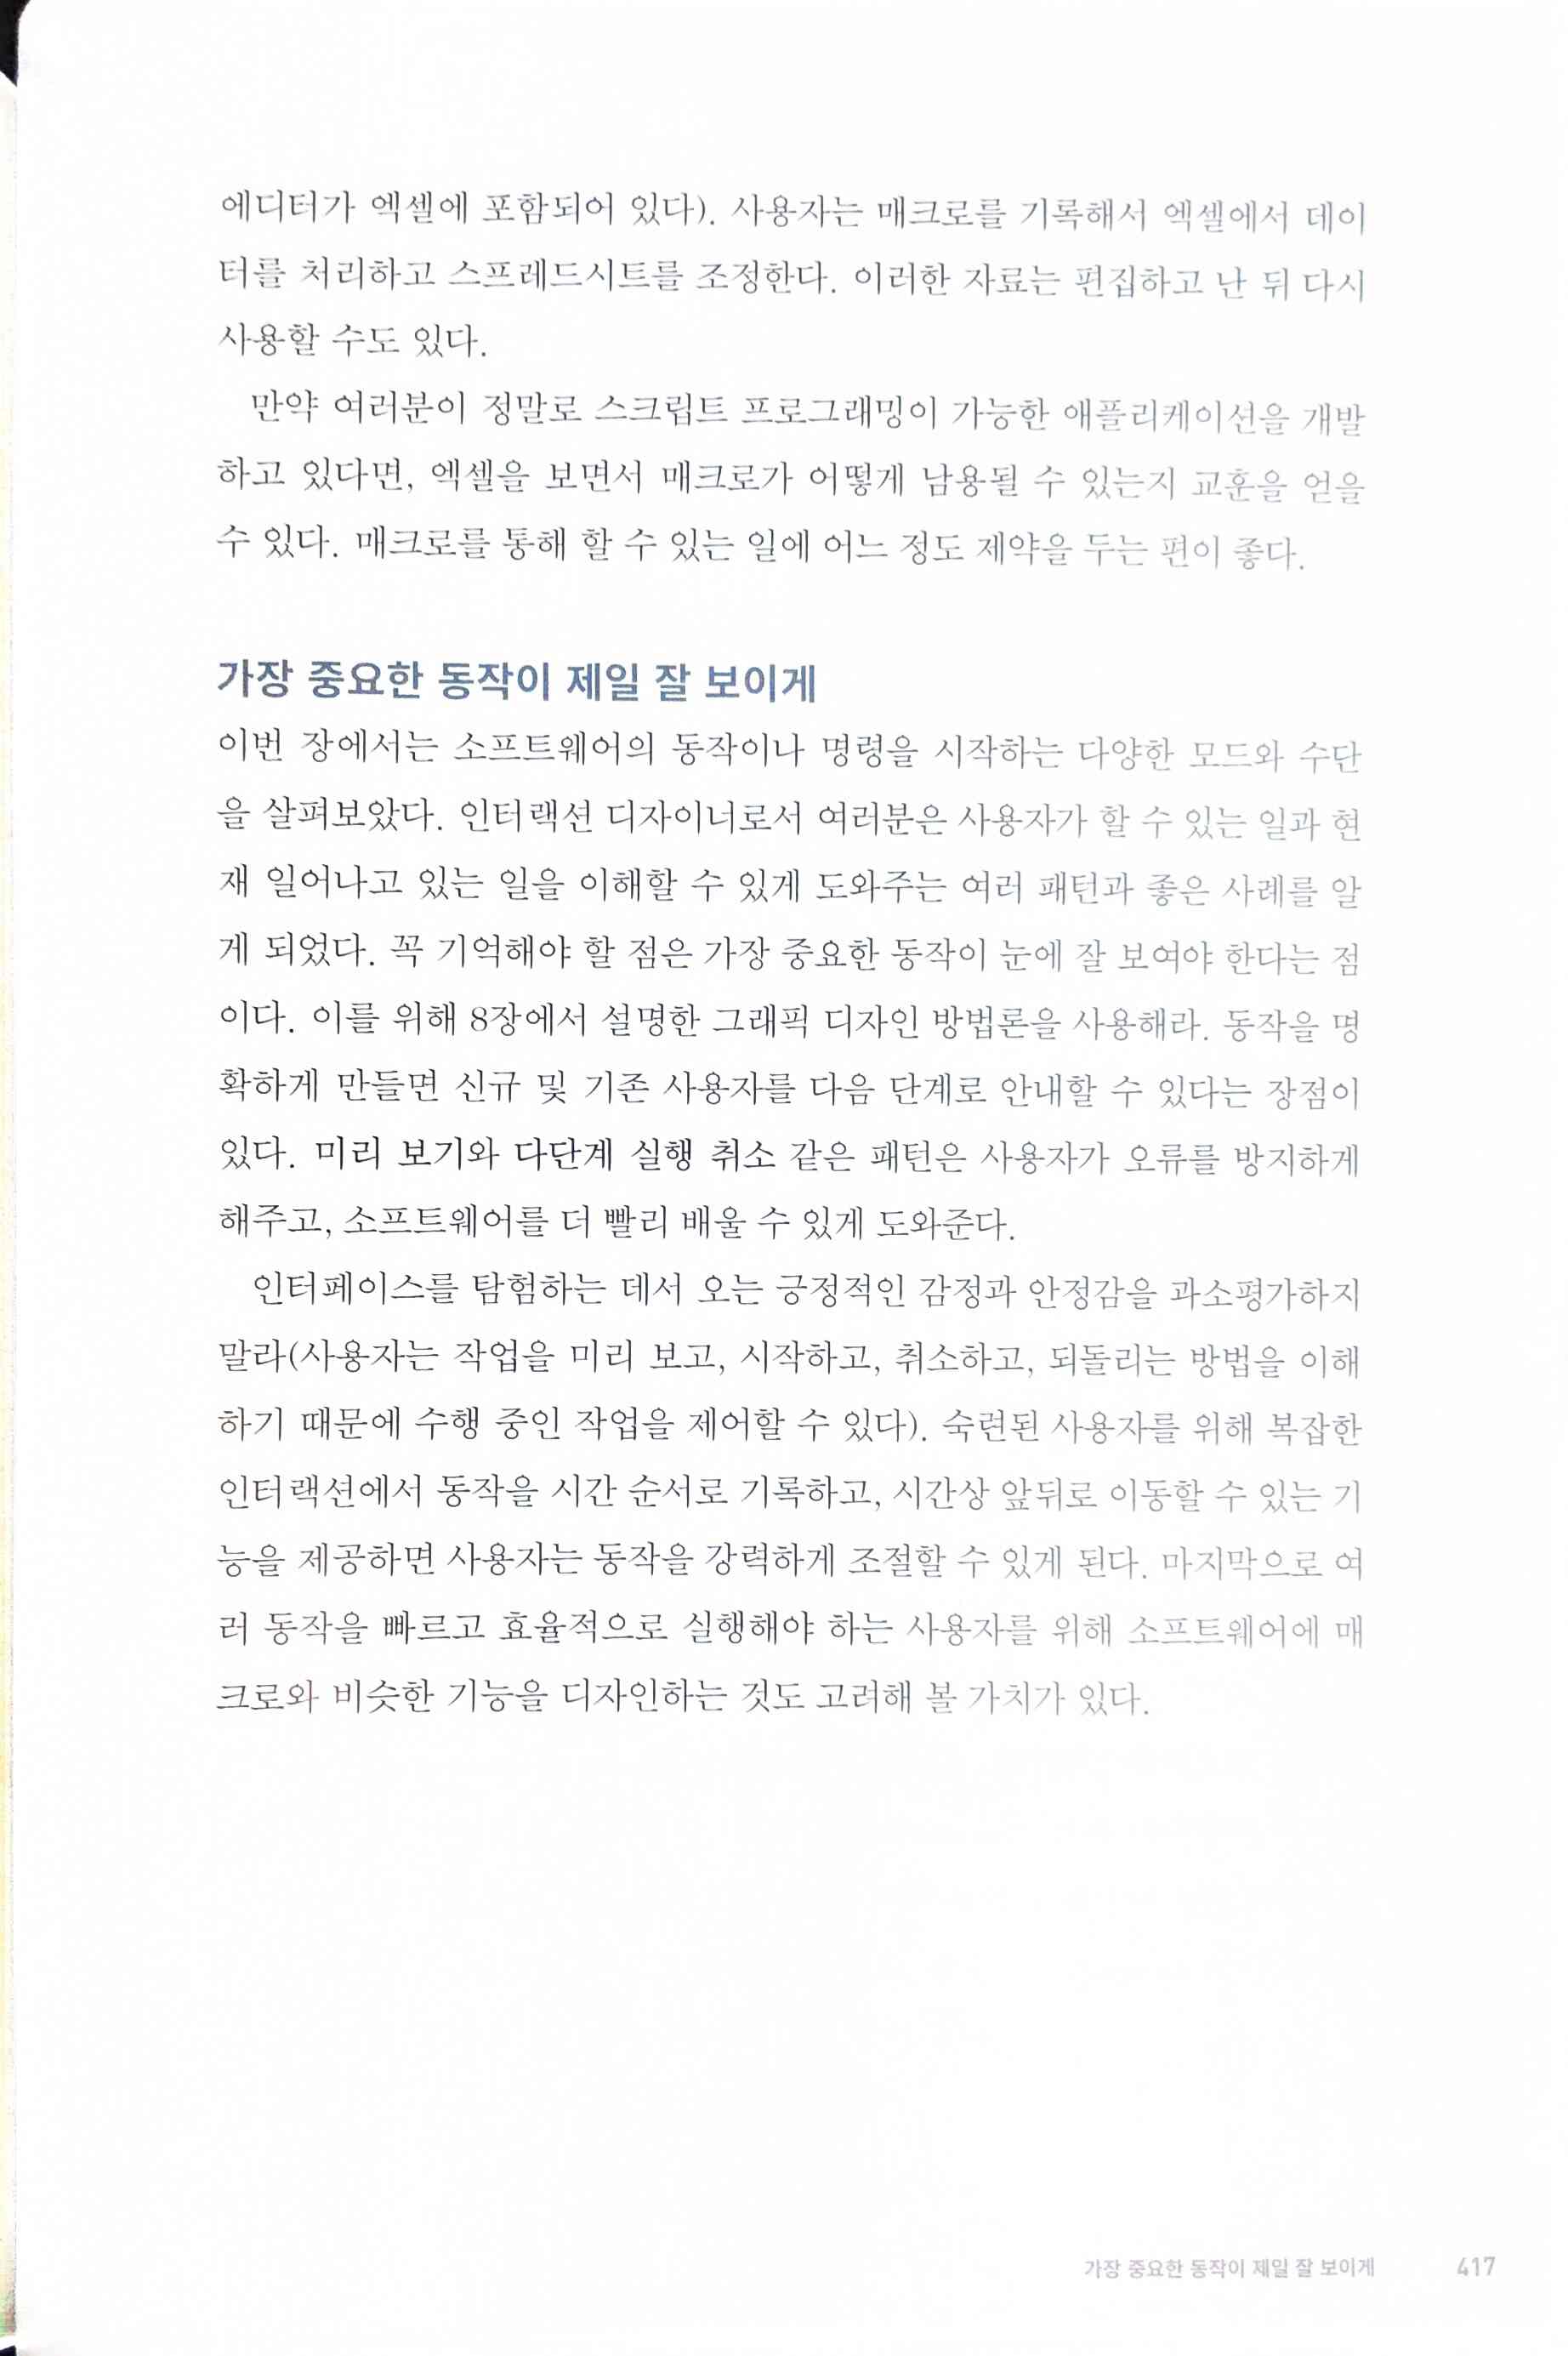 에디터가 엑셀에 포함되어 있다). 사용자는 매크로를 기록해서 엑셀에서 데이
터를 처리하고 스프레드시트를 조정한다. 이러한 자료는 편집하고 난 뒤 다시
사용할 수도 있다.
만약 여러분이 정말로 스크립트 프로그래밍이 가능한 애플리케이션을 개발
하고 있다면, 엑셀을 보면서 매크로가 어떻게 남용될 수 있는지 교훈을 얻을
수 있다. 매크로를 통해 할 수 있는 일에 어느 정도 제약을 두는 편이 좋다.
가장 중요한 동작이 제일 잘 보이게
이번 장에서는 소프트웨어의 동작이나 명령을 시작하는 다양한 모드와 수단
을 살펴보았다. 인터랙션 디자이너로서 여러분은 사용자가 할 수 있는 일과 현
재 일어나고 있는 일을 이해할 수 있게 도와주는 여러 패턴과 좋은 사례를 알
게 되었다. 꼭 기억해야 할 점은 가장 중요한 동작이 눈에 잘 보여야 한다는 점
이다. 이를 위해 8장에서 설명한 그래픽 디자인 방법론을 사용해라. 동작을 명
확하게 만들면 신규 및 기존 사용자를 다음 단계로 안내할 수 있다는 장점이
있다. 미리 보기와 다단계 실행 취소 같은 패턴은 사용자가 오류를 방지하게
해주고, 소프트웨어를 더 빨리 배울 수 있게 도와준다.
인터페이스를 탐험하는 데서 오는 긍정적인 감정과 안정감을 과소평가하지
말라(사용자는 작업을 미리 보고, 시작하고, 취소하고, 되돌리는 방법을 이해
하기 때문에 수행 중인 작업을 제어할 수 있다). 숙련된 사용자를 위해 복잡한
인터랙션에서 동작을 시간 순서로 기록하고, 시간상 앞뒤로 이동할 수 있는 기
능을 제공하면 사용자는 동작을 강력하게 조절할 수 있게 된다. 마지막으로 여
러 동작을 빠르고 효율적으로 실행해야 하는 사용자를 위해 소프트웨어에 매
크로와 비슷한 기능을 디자인하는 것도 고려해 볼 가치가 있다.
가장 중요한 동작이 제일 잘 보이게 417